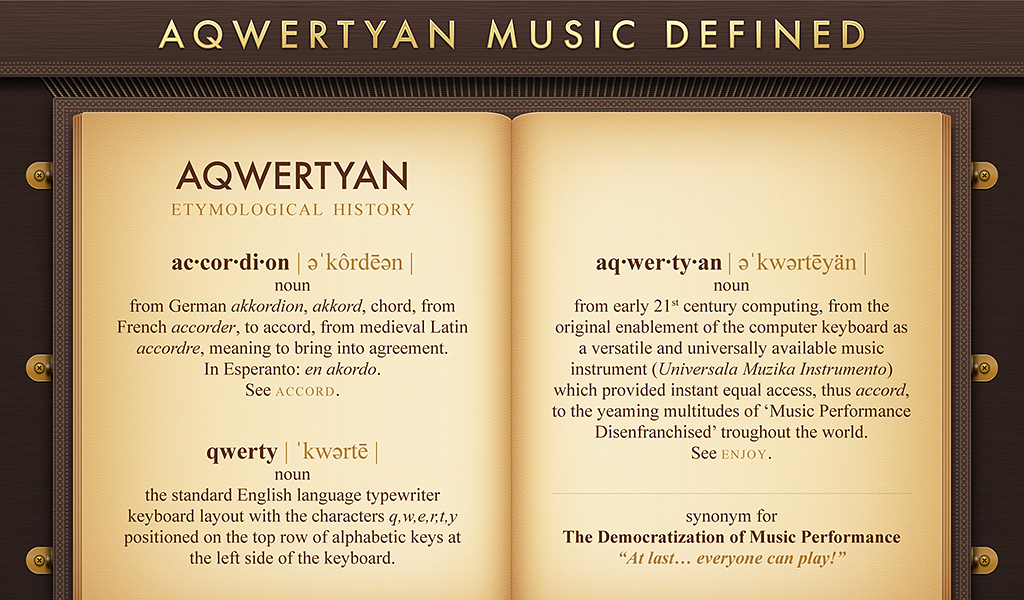 AQWERTYAN MUSIC DEFINED
AQWERTYAN
ETYMOLOGICAL HISTORY
ac·cor·di·on | əˈkôrdēən |
noun
from German akkordion, akkord, chord, from
French accorder, to accord, from medieval Latin
accordre, meaning to bring into agreement.
In Esperanto: en akordo.
See ACCORD.
qwerty | ˈkwərtē |
noun
the standard English language typewriter
keyboard layout with the characters q,w,e,r,t,y
positioned on the top row of alphabetic keys at
the left side of the keyboard.
aq·wer·ty·an | əˈkwərtēyän |
noun
from early 21st century computing, from the
original enablement of the computer keyboard as
a versatile and universally available music
instrument (Universala Muzika Instrumento)
which provided instant equal access, thus accord,
to the yeaming multitudes of ‘Music Performance
Disenfranchised’ troughout the world.
See ENJOY.
synonym for
The Democratization of Music Performance
“At last… everyone can play!”